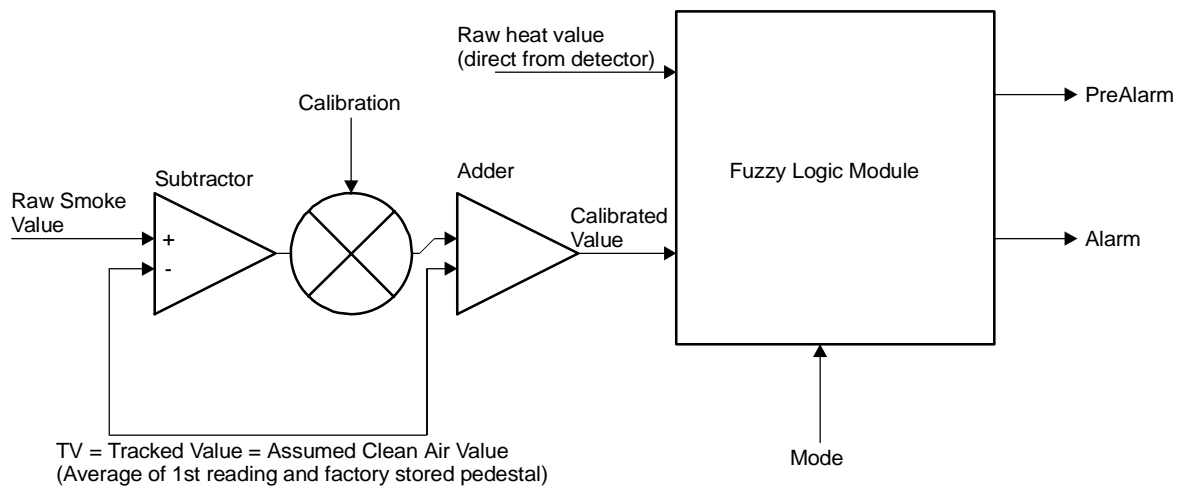 Raw heat value
(direct from detector)
PreAlarm
Calibration
Adder
Subtractor
Fuzzy Logic Module
Raw Smoke
Value
Calibrated
Value
+
-
Alarm
TV = Tracked Value = Assumed Clean Air Value
(Average of 1st reading and factory stored pedestal)
Mode